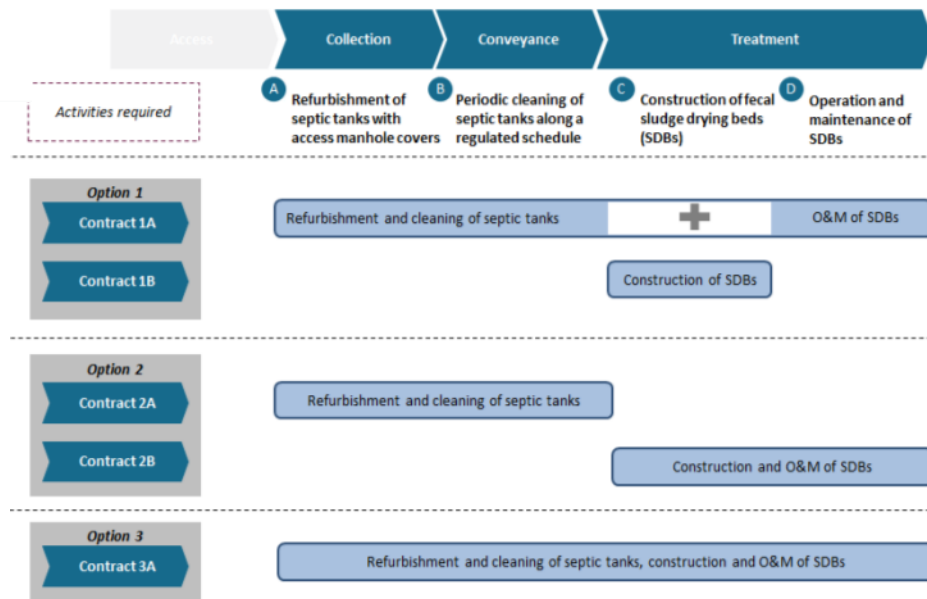 Access
Collection
Conveyance
Treatment
Activities required
A
Refurbishment of
septic tanks with
access manhole covers
B
Periodic cleaning of
septic tanks along a
regulated schedule
C
Construction of fecal
sludge drying beds
(SDBs)
D
Operation and
maintenance of
SDBs
Option 1
Contract 1A
Refurbishment and cleaning of septic tanks
O&M of SDBs
Contract 1B
Construction of SDBs
Option 2
Contract 2A
Refurbishment and cleaning of septic tanks
Contract 2B
Construction and O&M of SDBs
Option 3
Contract 3A
Refurbishment and cleaning of septic tanks, construction and O&M of SDBs